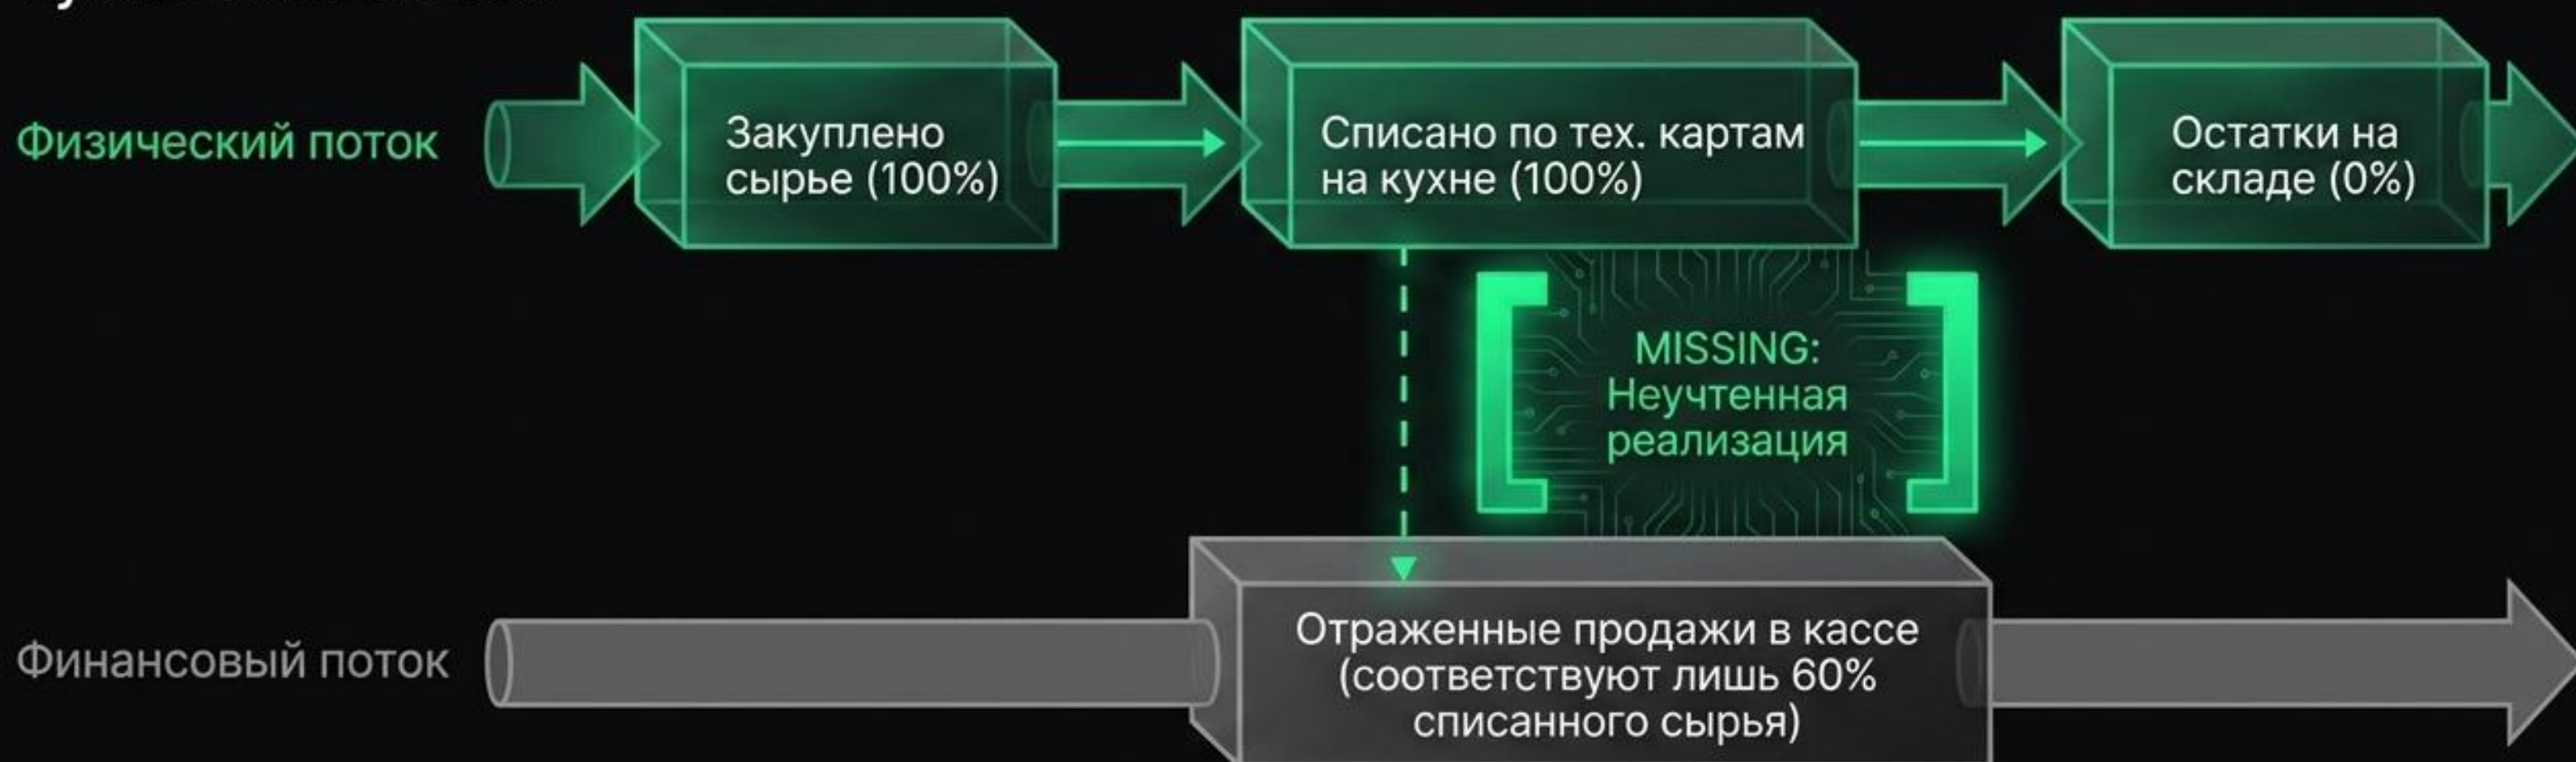 Физический поток
Закуплено
сырье (100%)
Списано по тех. картам
на кухне (100%)
Остатки на
складе (0%)
MISSING:
Неучтенная
реализация
Финансовый поток
Отраженные продажи в кассе
(соответствуют лишь 60%
списанного сырья)